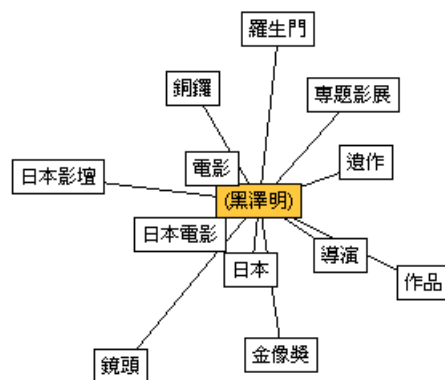 羅生門
銅鑼
專題影展
電影
遺作
日本影壇
(黑澤明)
日本電影
導演
日本
作品
金像獎
鏡頭